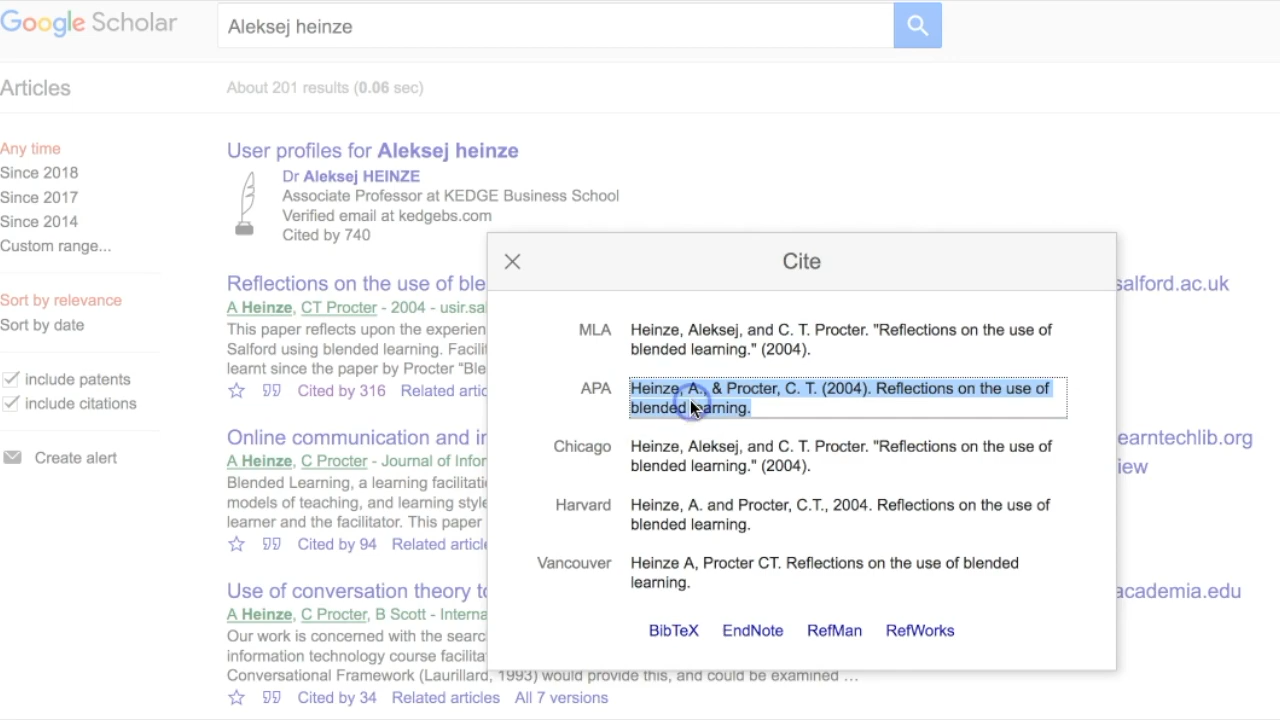 Google Scholar
Aleksej heinze
Articles
About 201 results (0.06 sec)
Any time
Since 2018
Since 2017
Since 2014
Custom range...
Sort by relevance
Sort by date
include patents
include citations
Create alert
User profiles for Aleksej heinze
Dr Aleksej HEINZE
Associate Professor at KEDGE Business School
Verified email at kedgebs.com
Cited by 740
Reflections on the use of ble
A Heinze, CT Procter - 2004 - usir.sa
This paper reflects upon the experien
Salford using blended learning. Facilit
learnt since the paper by Procter "Ble
Cited by 316 Related artic
salford.ac.uk
Online communication and in
A Heinze, C Procter - Journal of Infor
Blended Learning, a learning facilitati
models of teaching, and learning style
learner and the facilitator. This paper
Cited by 94 Related article
earntechlib.org
iew
Use of conversation theory to
A Heinze, C Procter, B Scott - Interna
Our work is concerned with the searc
information technology course facilita
Conversational Framework (Laurillard, 1993) would provide this, and could be examined …
Cited by 34 Related articles All 7 versions
academia.edu
Cite
MLA Heinze, Aleksej, and C. T. Procter. "Reflections on the use of
blended learning." (2004).
APA Heinze, A., & Procter, C. T. (2004). Reflections on the use of
blended learning.
Chicago Heinze, Aleksej, and C. T. Procter. "Reflections on the use of
blended learning." (2004).
Harvard Heinze, A. and Procter, C.T., 2004. Reflections on the use of
blended learning.
Vancouver Heinze A, Procter CT. Reflections on the use of blended
learning.
BibTeX EndNote RefMan RefWorks